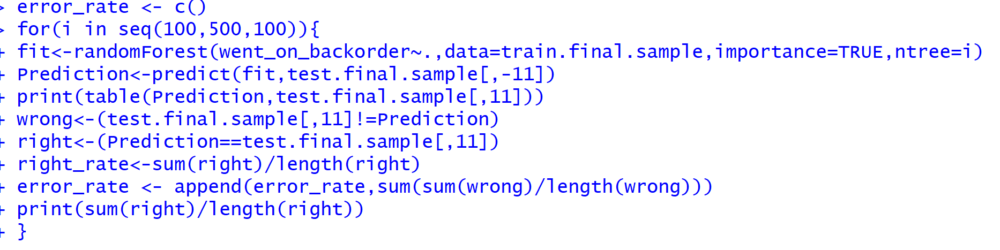 > error_rate <- c()
> for(i in seq(100,500,100)){
+ fit<-randomForest(went_on_backorder~.,data=train.final.sample,importance=TRUE,ntree=i)
+ Prediction<-predict(fit,test.final.sample[,-11])
+ print(table(Prediction,test.final.sample[,11]))
+ wrong<-(test.final.sample[,11]!=Prediction)
+ right<-(Prediction==test.final.sample[,11])
+ right_rate<-sum(right)/length(right)
+ error_rate <- append(error_rate,sum(sum(wrong)/length(wrong)))
+ print(sum(right)/length(right))
+ }